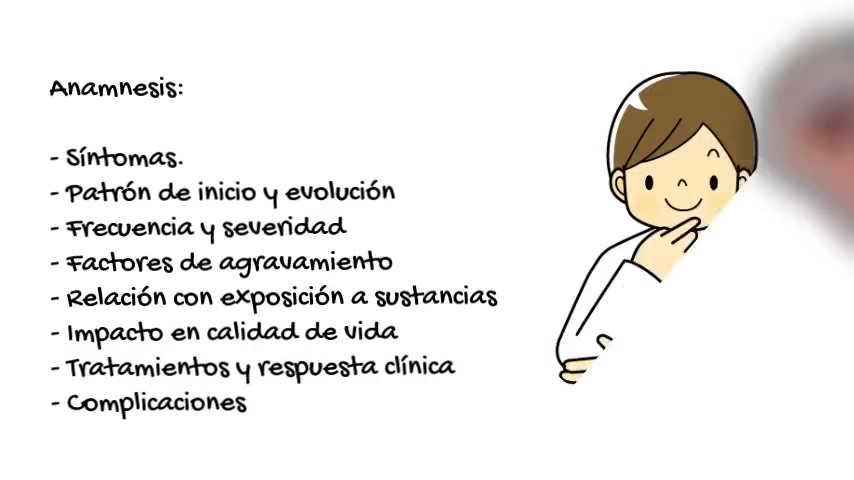 Anamnesis:
- Síntomas.
- Patrón de inicio y evolución
- Frecuencia y severidad
- Factores de agravamiento
- Relación con exposición a sustancias
- Impacto en calidad de vida
- Tratamientos y respuesta clínica
- Complicaciones